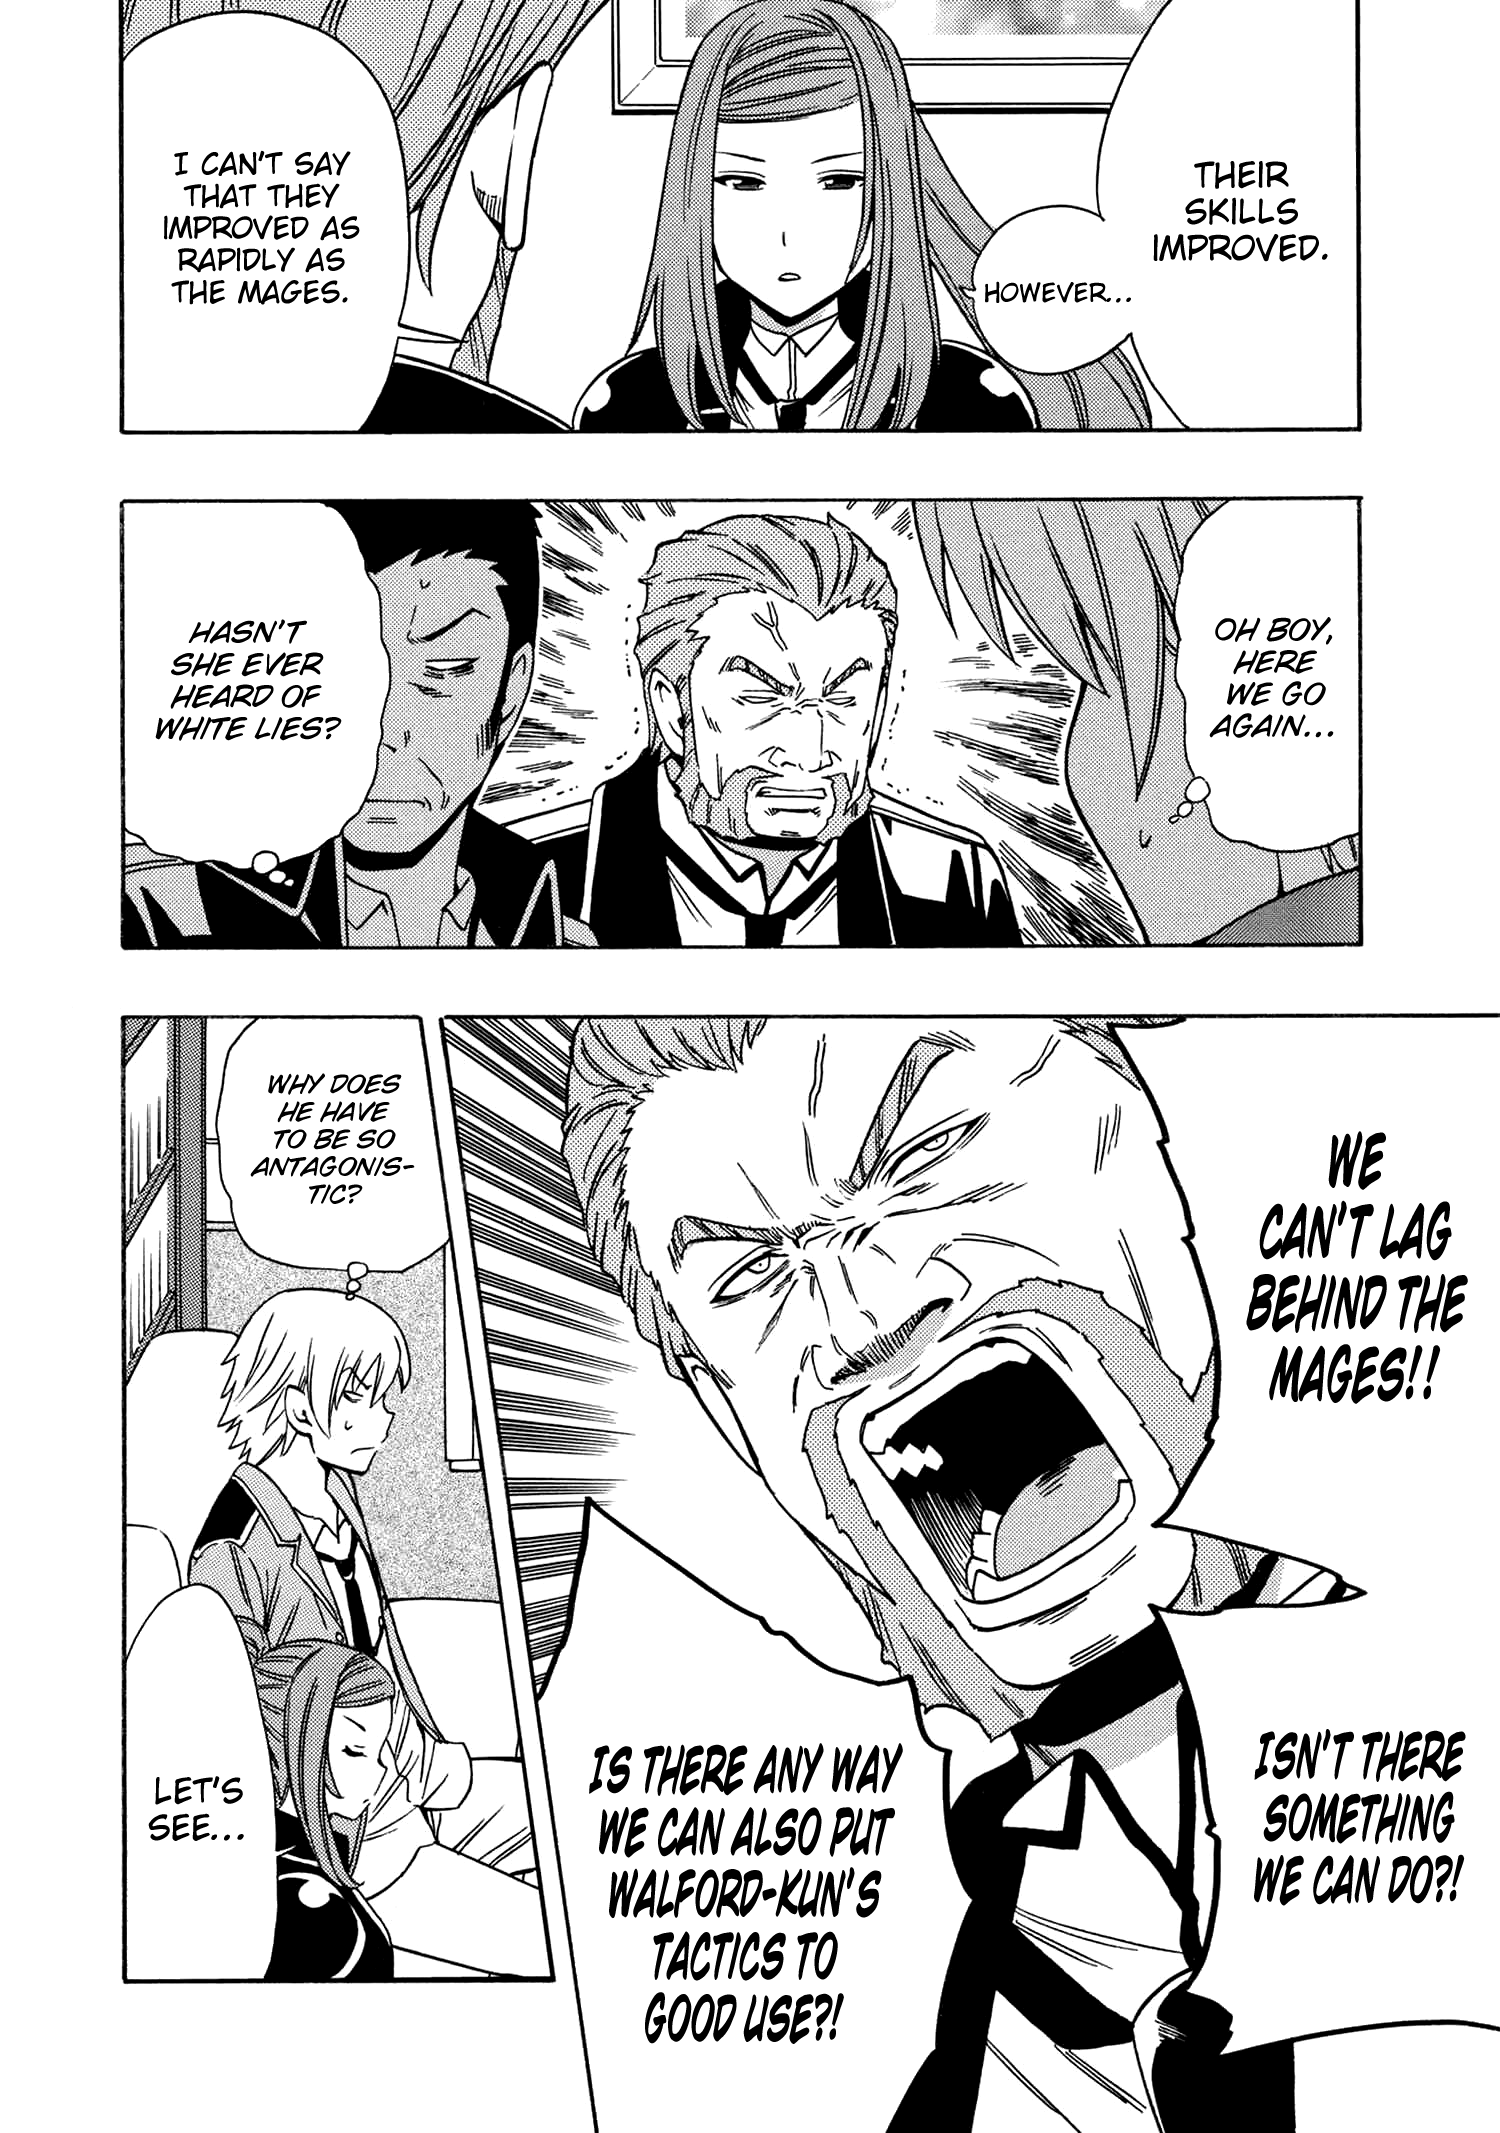 THEIR
SKILLS
IMPROVED.
HOWEVER...
I CAN'T SAY
THAT THEY
IMPROVED AS
RAPIDLY AS
THE MAGES.
OH BOY,
HERE
WE GO
AGAIN...
HASN'T
SHE EVER
HEARD OF
WHITE LIES?
WE
CAN'T LAG
BEHIND THE
MAGES!!
ISN'T THERE
SOMETHING
WE CAN DO?!
IS THERE ANY WAY
WE CAN ALSO PUT
WALFORD-KUN'S
TACTICS TO
GOOD USE?!
WHY DOES
HE HAVE
TO BE SO
ANTAGONIS-
TIC?
LET'S
SEE...